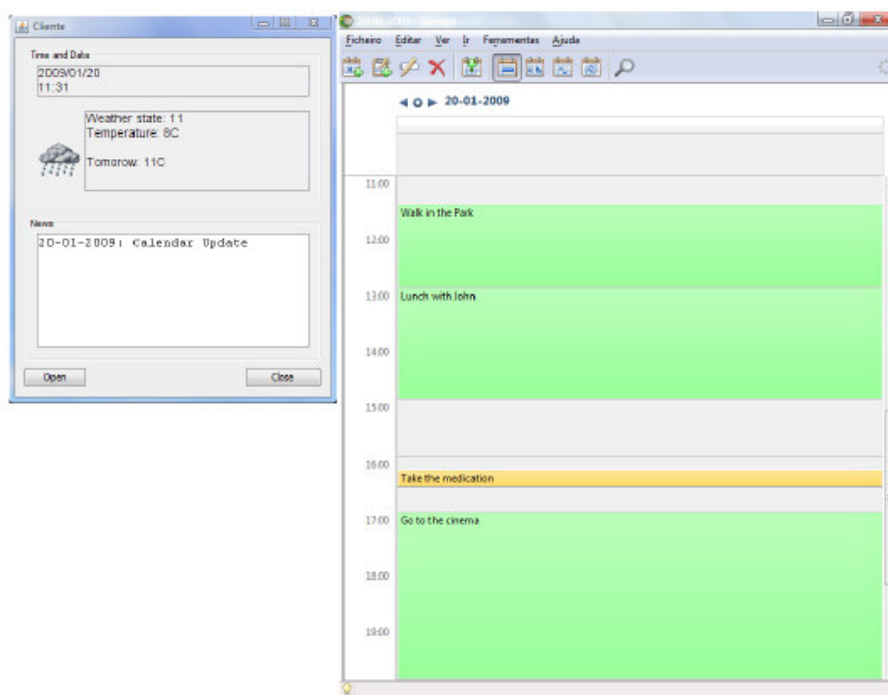 Cliente
Time and Date
2009/01/20
11:31
Weather state: 11
Temperature: 8C
Tomorow: 11C
News
20-01-2009: Calendar Update
Open
Close
Ficheiro Editar Ver Ir Ferramentas Ajuda
20-01-2009
11:00
Walk in the Park
12:00
13:00 Lunch with John
14:00
15:00
16:00
Take the medication
17:00 Go to the cinema
18:00
19:00